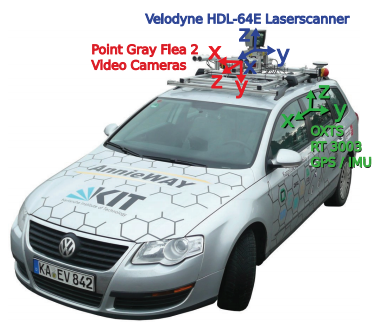 Velodyne HDL-64E Laserscanner
Point Gray Flea 2
Video Cameras
z
x
y
z
y
z
x
y
OXTS
RT 3003
GPS / IMU
AnnieWAY
KIT
KA EV 842